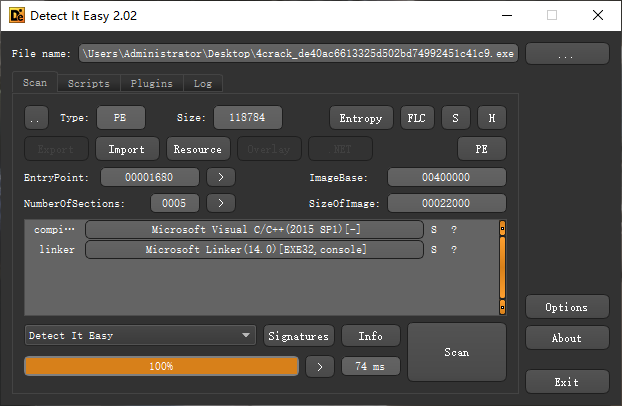 Detect It Easy 2.02
File name: \Users\Administrator\Desktop\4crack_de40ac6613325d502bd74992451c41c9.exe ...
Scan Scripts Plugins Log
.. Type: PE Size: 118784 Entropy FLC S H
Export Import Resource Overlay .NET PE
EntryPoint: 00001680 > ImageBase: 00400000
NumberOfSections: 0005 > SizeOfImage: 00022000
compi… Microsoft Visual C/C++(2015 SP1)[-] S ?
linker Microsoft Linker(14.0)[EXE32,console] S ?
Options
Detect It Easy Signatures Info Scan About
100% > 74 ms
Exit